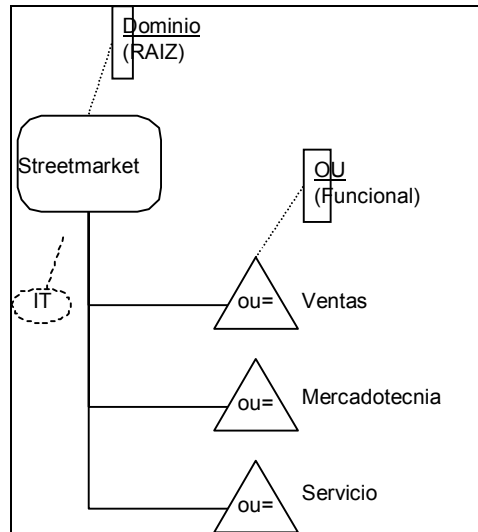 Dominio
(RAIZ)
Streetmarket
OU
(Funcional)
IT
ou= Ventas
ou= Mercadotecnia
ou= Servicio